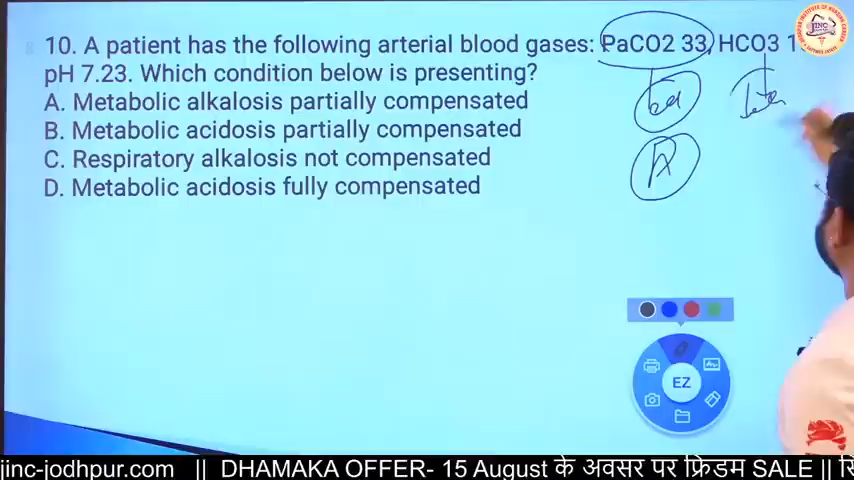 10. A patient has the following arterial blood gases: PaCO2 33, HCO3 1
pH 7.23. Which condition below is presenting?
A. Metabolic alkalosis partially compensated
B. Metabolic acidosis partially compensated
C. Respiratory alkalosis not compensated
D. Metabolic acidosis fully compensated
A
EZ
JINC
jinc-jodhpur.com || DHAMAKA OFFER- 15 August के अवसर पर फ्रिडम SALE ||